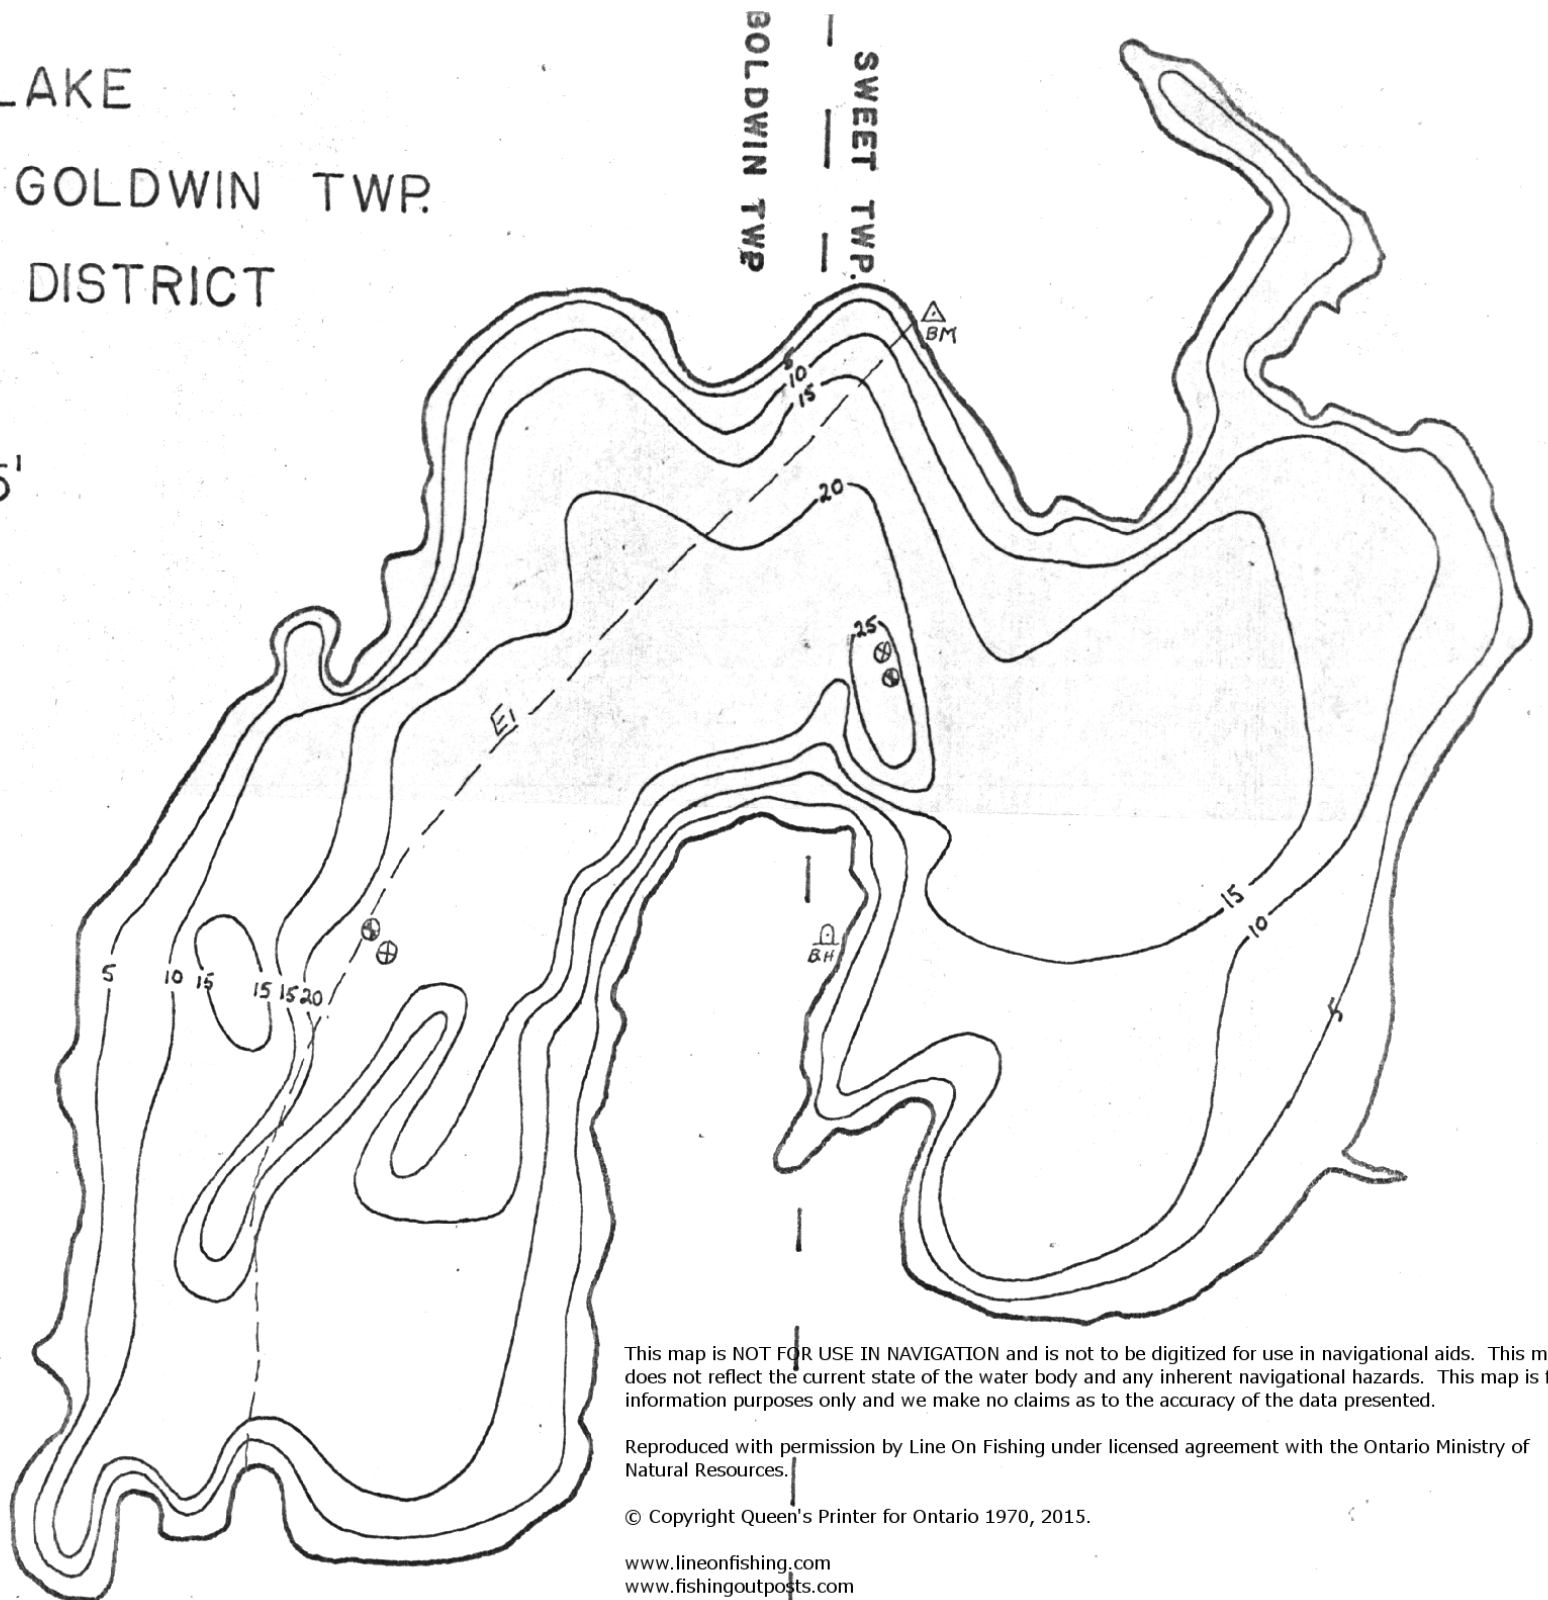 LAKE
GOLDWIN TWP.
DISTRICT
5'
BOLDWIN TWP
SWEET TWP.
BM
5
10
15
20
25
E1
5
10
15
15
15
20
B.H
15
10
5
This map is NOT FOR USE IN NAVIGATION and is not to be digitized for use in navigational aids. This m
does not reflect the current state of the water body and any inherent navigational hazards. This map is f
information purposes only and we make no claims as to the accuracy of the data presented.
Reproduced with permission by Line On Fishing under licensed agreement with the Ontario Ministry of
Natural Resources.
© Copyright Queen's Printer for Ontario 1970, 2015.
www.lineonfishing.com
www.fishingoutposts.com